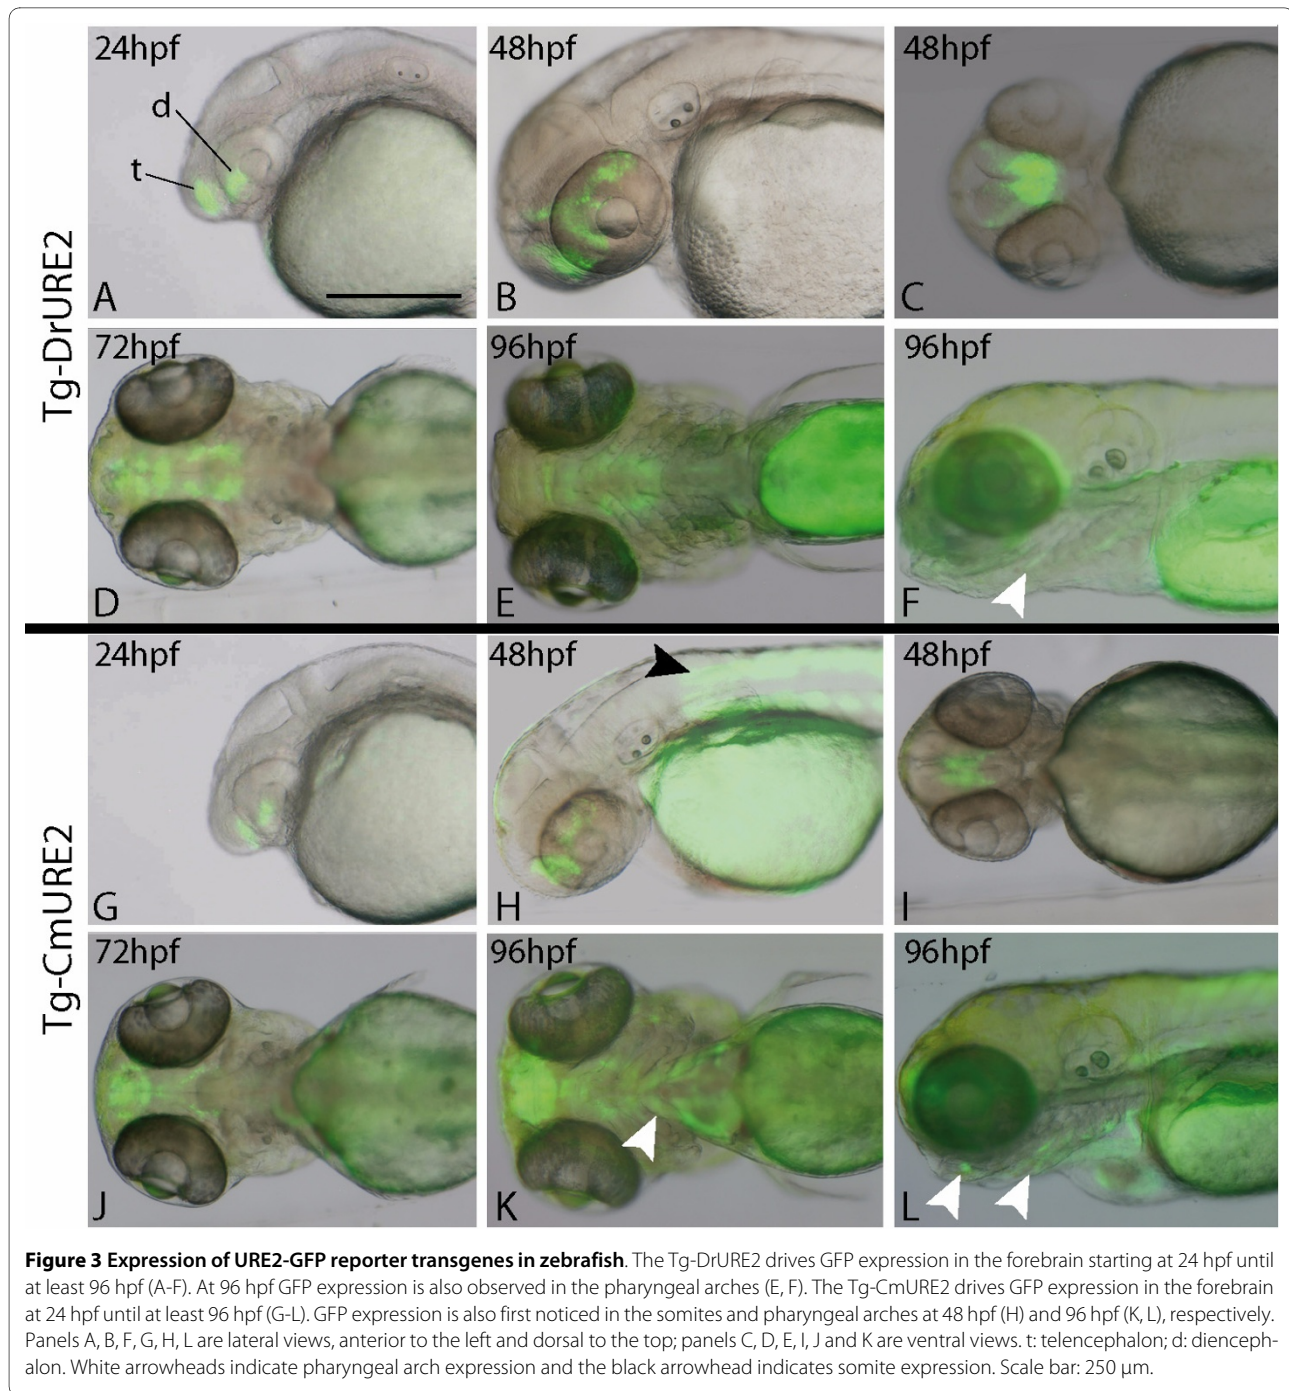 Tg-DrURE2
24hpf
d
t
A
48hpf
B
48hpf
C
72hpf
D
96hpf
E
96hpf
F
Tg-CmURE2
24hpf
G
48hpf
H
48hpf
I
72hpf
J
96hpf
K
96hpf
L
Figure 3 Expression of URE2-GFP reporter transgenes in zebrafish. The Tg-DrURE2 drives GFP expression in the forebrain starting at 24 hpf until
at least 96 hpf (A-F). At 96 hpf GFP expression is also observed in the pharyngeal arches (E, F). The Tg-CmURE2 drives GFP expression in the forebrain
at 24 hpf until at least 96 hpf (G-L). GFP expression is also first noticed in the somites and pharyngeal arches at 48 hpf (H) and 96 hpf (K, L), respectively.
Panels A, B, F, G, H, L are lateral views, anterior to the left and dorsal to the top; panels C, D, E, I, J and K are ventral views. t: telencephalon; d: dienceph-
alon. White arrowheads indicate pharyngeal arch expression and the black arrowhead indicates somite expression. Scale bar: 250 μm.